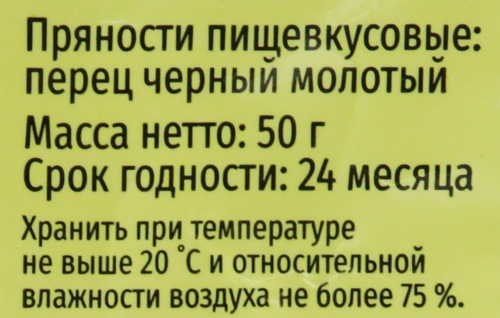 Пряности пищевкусовые:
перец черный молотый
Масса нетто: 50 г
Срок годности: 24 месяца
Хранить при температуре
не выше 20 °C и относительной
влажности воздуха не более 75 %.